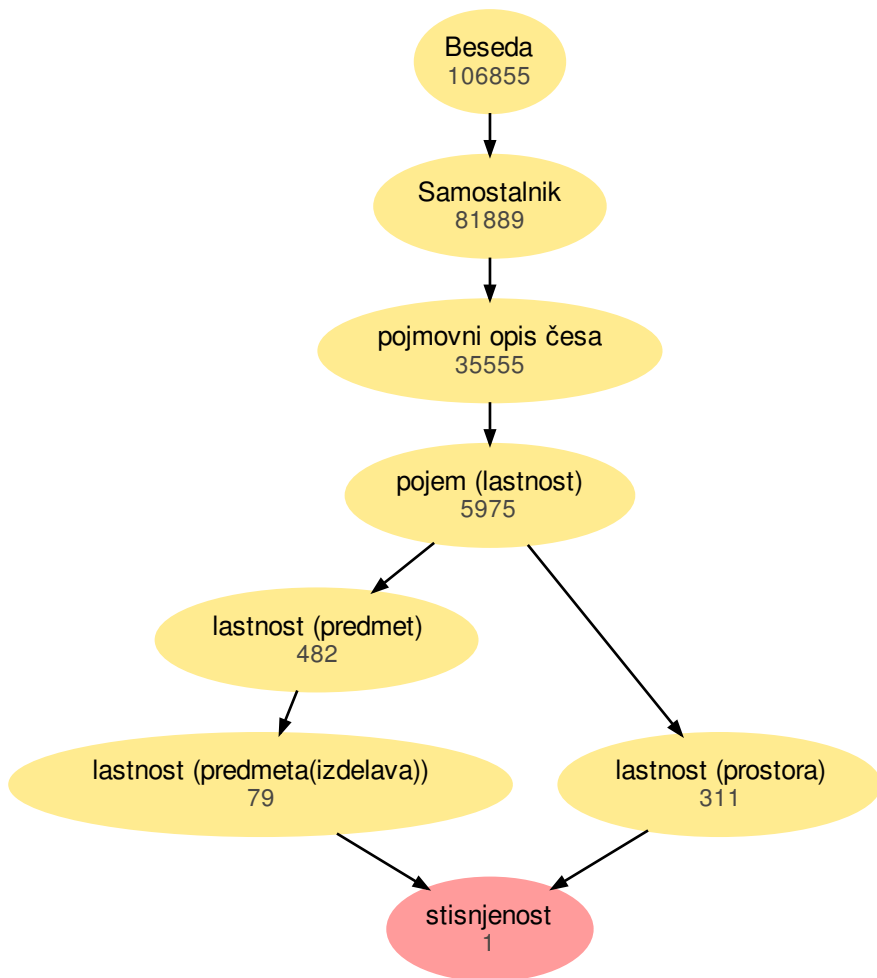 Beseda
106855
Samostalnik
81889
pojmovni opis česa
35555
pojem (lastnost)
5975
lastnost (predmet)
482
lastnost (predmeta(izdelava))
79
lastnost (prostora)
311
stisnjenost
1